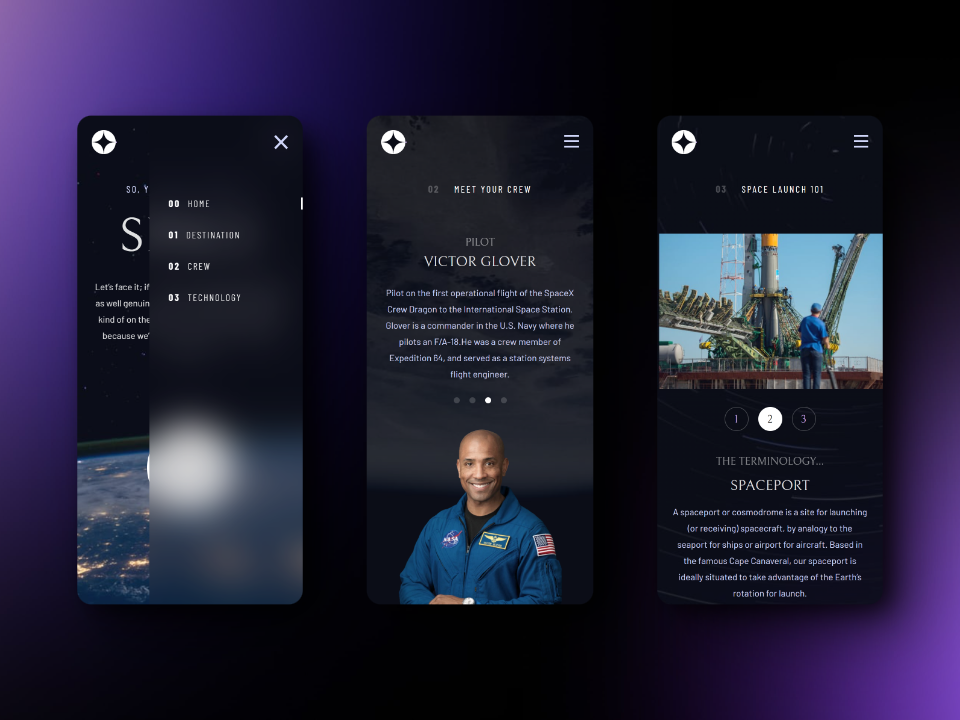 SO, Y
S
Let's face it; if
as well genuin
kind of on the
because we'
00 HOME
01 DESTINATION
02 CREW
03 TECHNOLOGY
02 MEET YOUR CREW
PILOT
VICTOR GLOVER
Pilot on the first operational flight of the SpaceX
Crew Dragon to the International Space Station.
Glover is a commander in the U.S. Navy where he
pilots an F/A-18.He was a crew member of
Expedition 64, and served as a station systems
flight engineer.
NASA
03 SPACE LAUNCH 101
1 2 3
THE TERMINOLOGY...
SPACEPORT
A spaceport or cosmodrome is a site for launching
(or receiving) spacecraft, by analogy to the
seaport for ships or airport for aircraft. Based in
the famous Cape Canaveral, our spaceport is
ideally situated to take advantage of the Earth's
rotation for launch.